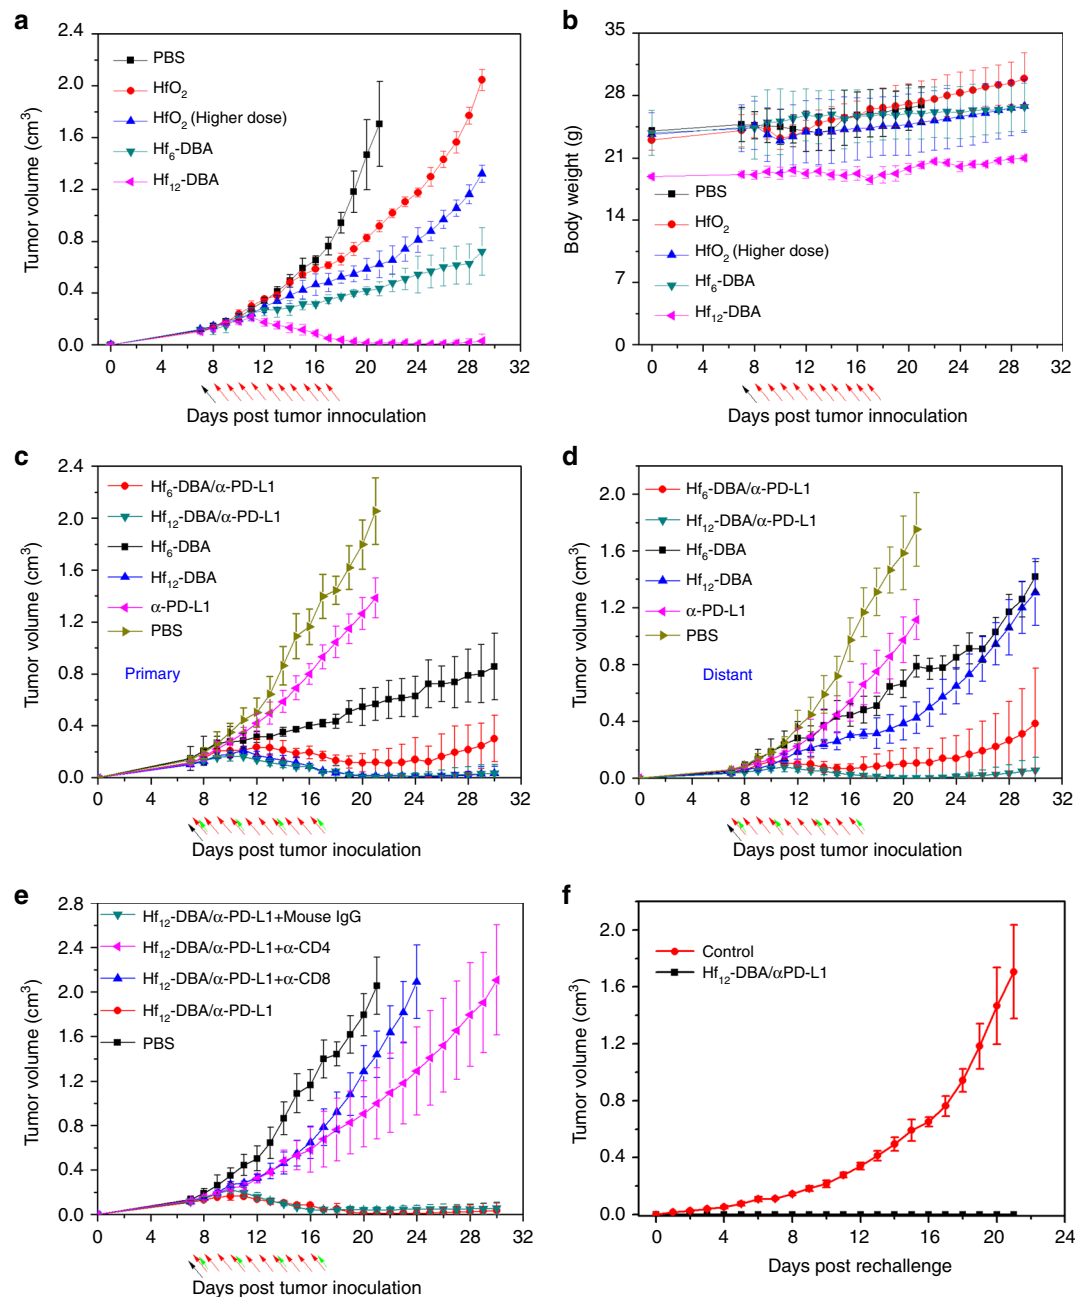 a
2.4
2.0
1.6
1.2
0.8
0.4
0.0
Tumor volume (cm³)
PBS
HfO₂
HfO₂ (Higher dose)
Hf₆-DBA
Hf₁₂-DBA
0 4 8 12 16 20 24 28 32
Days post tumor innoculation
b
35
28
21
14
7
0
Body weight (g)
PBS
HfO₂
HfO₂ (Higher dose)
Hf₆-DBA
Hf₁₂-DBA
0 4 8 12 16 20 24 28 32
Days post tumor innoculation
c
2.4
2.0
1.6
1.2
0.8
0.4
0.0
Tumor volume (cm³)
Hf₆-DBA/α-PD-L1
Hf₁₂-DBA/α-PD-L1
Hf₆-DBA
Hf₁₂-DBA
α-PD-L1
PBS
Primary
0 4 8 12 16 20 24 28 32
Days post tumor inoculation
d
2.0
1.6
1.2
0.8
0.4
0.0
Tumor volume (cm³)
Hf₆-DBA/α-PD-L1
Hf₁₂-DBA/α-PD-L1
Hf₆-DBA
Hf₁₂-DBA
α-PD-L1
PBS
Distant
0 4 8 12 16 20 24 28 32
Days post tumor inoculation
e
2.8
2.4
2.0
1.6
1.2
0.8
0.4
0.0
Tumor volume (cm³)
Hf₁₂-DBA/α-PD-L1+Mouse IgG
Hf₁₂-DBA/α-PD-L1+α-CD4
Hf₁₂-DBA/α-PD-L1+α-CD8
Hf₁₂-DBA/α-PD-L1
PBS
0 4 8 12 16 20 24 28 32
Days post tumor inoculation
f
2.0
1.6
1.2
0.8
0.4
0.0
Tumor volume (cm³)
Control
Hf₁₂-DBA/αPD-L1
0 4 8 12 16 20 24
Days post rechallenge